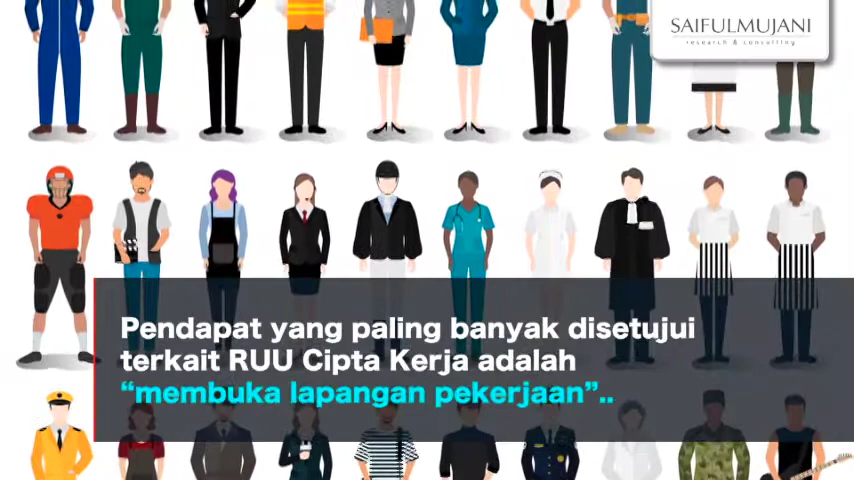 SAIFULMUJANI
research & consulting
Pendapat yang paling banyak disetujui
terkait RUU Cipta Kerja adalah
“membuka lapangan pekerjaan”..